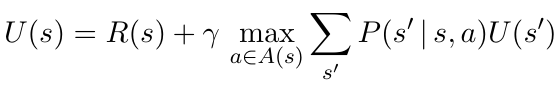 U(s) = R(s) + γ max_{a∈A(s)} ∑_{s′} P(s′ | s, a)U(s′)